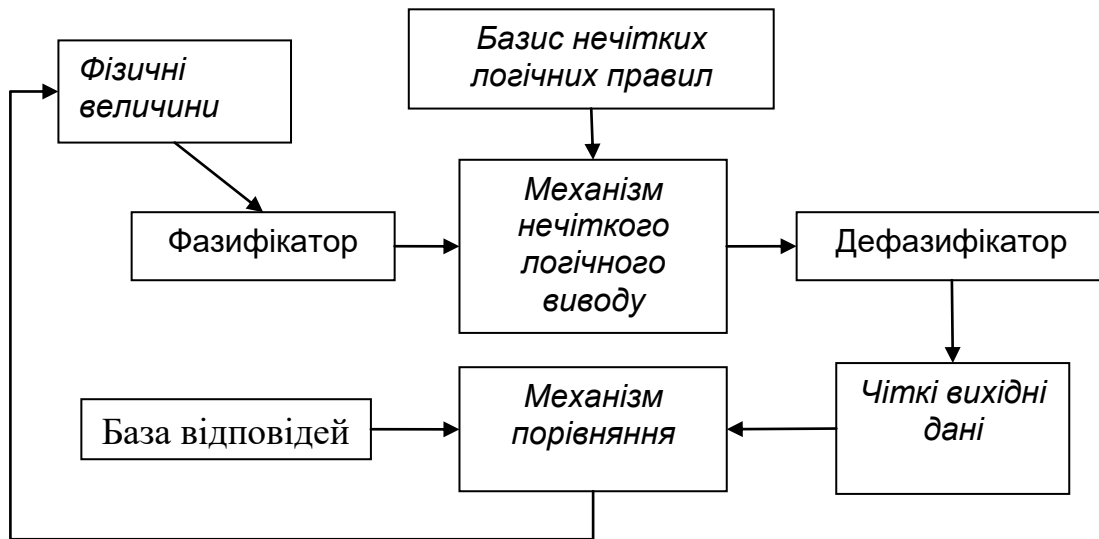 Базис нечітких
логічних правил
Фізичні
величини
Механізм
нечіткого
логічного
виводу
Фазифікатор
Дефазифікатор
Механізм
порівняння
Чіткі вихідні
дані
База відповідей